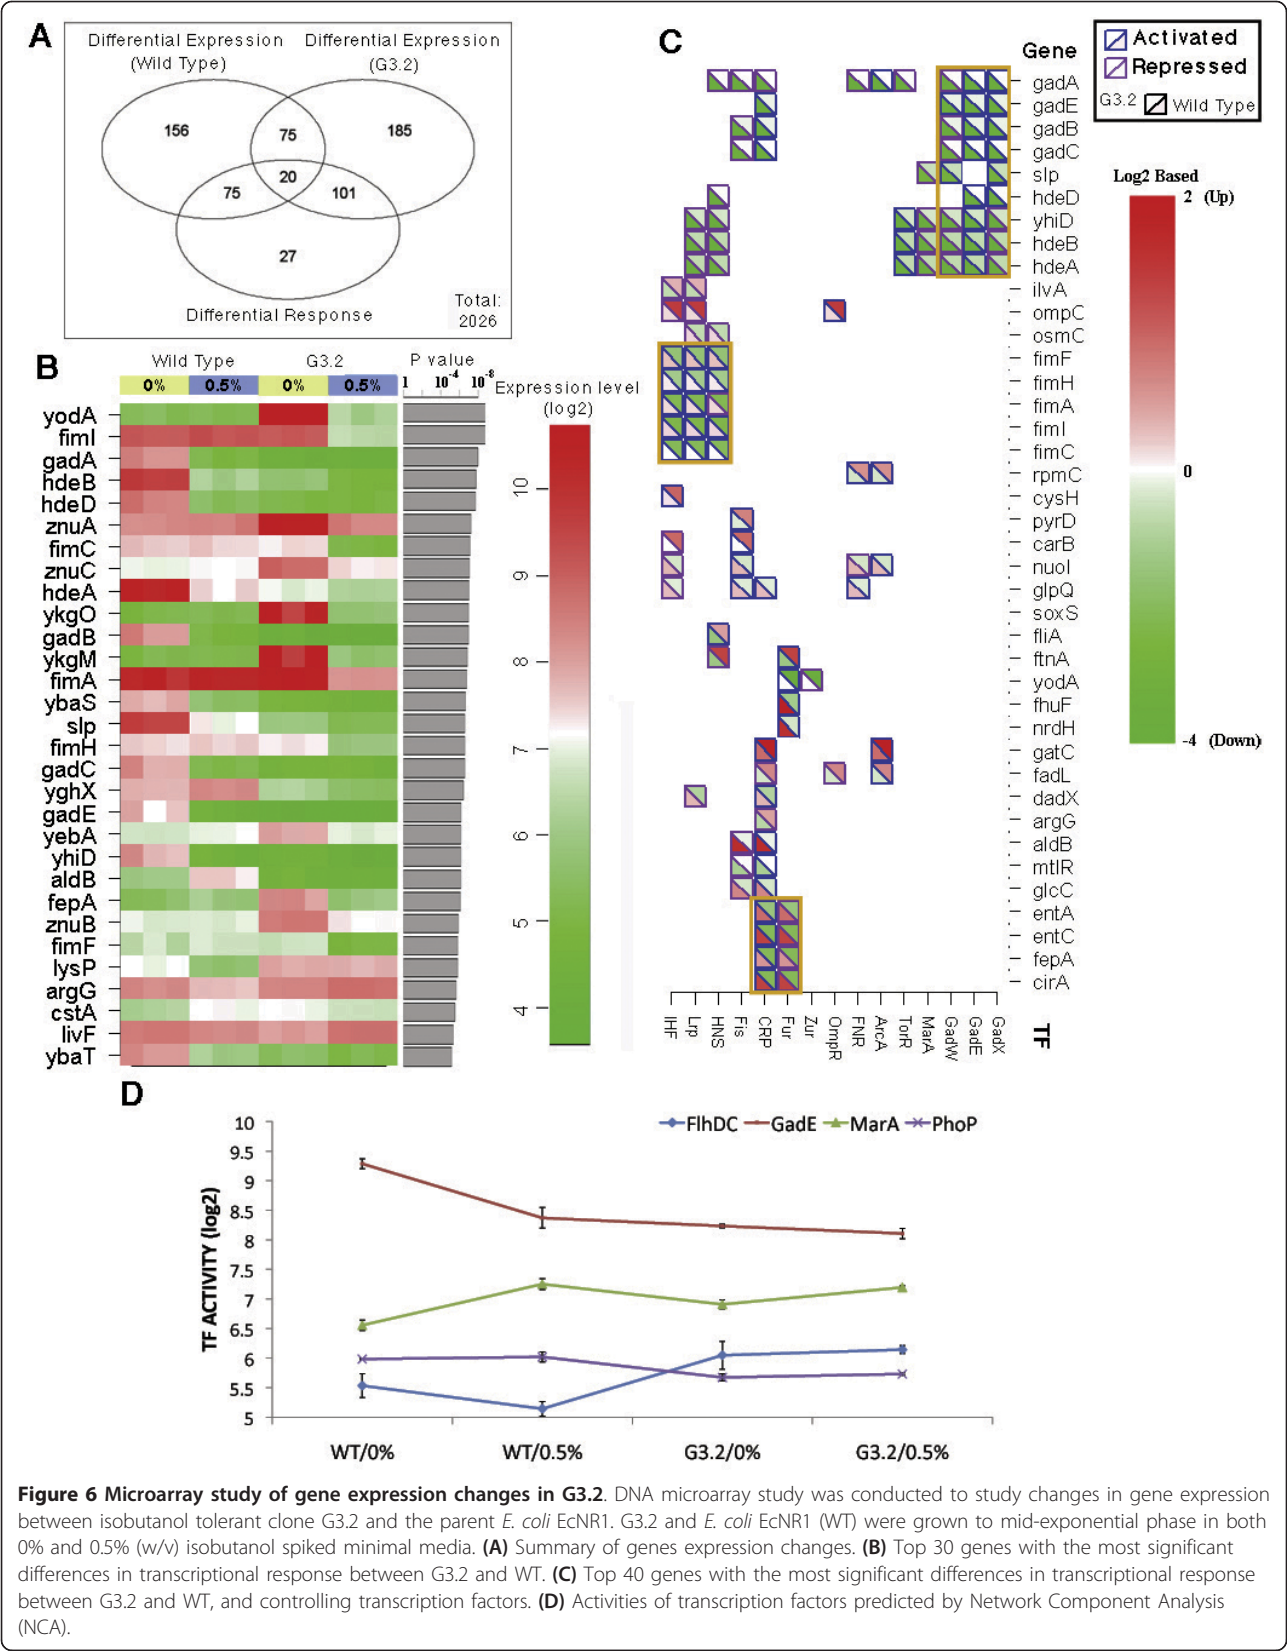 A
Differential Expression
(Wild Type)
Differential Expression
(G3.2)
156
75
185
20
75
101
27
Differential Response
Total:
2026
B
Wild Type
G3.2
P value
0%
0.5%
0%
0.5%
1
10-4
10-8
Expression level
(log2)
yodA
fimI
gadA
hdeB
hdeD
znuA
fimC
znuC
hdeA
ykgO
gadB
ykgM
fimA
ybaS
slp
fimH
gadC
yghX
gadE
yebA
yhiD
aldB
fepA
znuB
fimF
lysP
argG
cstA
livF
ybaT
10
9
8
7
6
5
4
C
Gene
Activated
Repressed
G3.2
Wild Type
gadA
gadE
gadB
gadC
slp
hdeD
yhiD
hdeB
hdeA
ilvA
ompC
osmC
fimF
fimH
fimA
fimI
fimC
rpmC
cysH
pyrD
carB
nuoI
glpQ
soxS
fliA
ftnA
yodA
fhuF
nrdH
gatC
fadL
dadX
argG
aldB
mtlR
glcC
entA
entC
fepA
cirA
IHF
Lrp
HNS
Fis
CRP
Fur
Zur
OmpR
FNR
ArcA
TorR
MarA
GadW
GadE
GadX
TF
Log2 Based
2 (Up)
0
-4 (Down)
D
FlhDC
GadE
MarA
PhoP
TF ACTIVITY (log2)
10
9.5
9
8.5
8
7.5
7
6.5
6
5.5
5
WT/0%
WT/0.5%
G3.2/0%
G3.2/0.5%
Figure 6 Microarray study of gene expression changes in G3.2. DNA microarray study was conducted to study changes in gene expression
between isobutanol tolerant clone G3.2 and the parent E. coli EcNR1. G3.2 and E. coli EcNR1 (WT) were grown to mid-exponential phase in both
0% and 0.5% (w/v) isobutanol spiked minimal media. (A) Summary of genes expression changes. (B) Top 30 genes with the most significant
differences in transcriptional response between G3.2 and WT. (C) Top 40 genes with the most significant differences in transcriptional response
between G3.2 and WT, and controlling transcription factors. (D) Activities of transcription factors predicted by Network Component Analysis
(NCA).